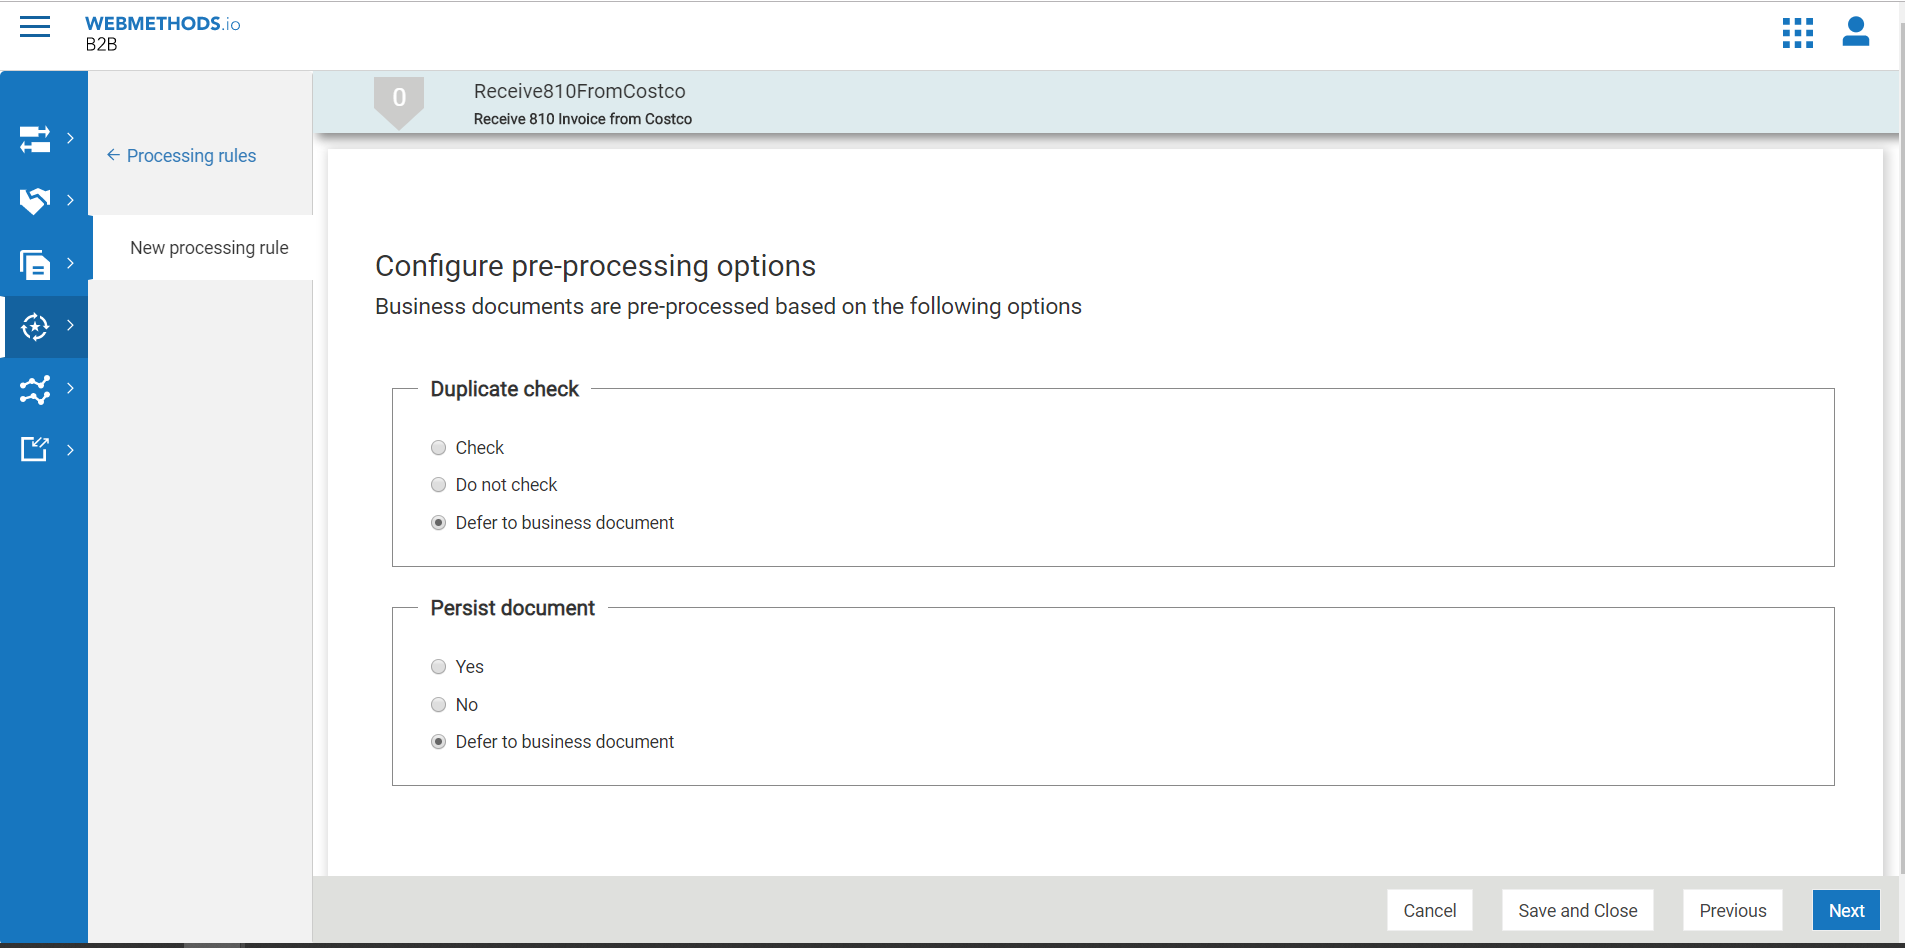 WEBMETHODS.io
B2B
0
Receive810FromCostco
Receive 810 Invoice from Costco
← Processing rules
New processing rule
Configure pre-processing options
Business documents are pre-processed based on the following options
Duplicate check
Check
Do not check
Defer to business document
Persist document
Yes
No
Defer to business document
Cancel
Save and Close
Previous
Next